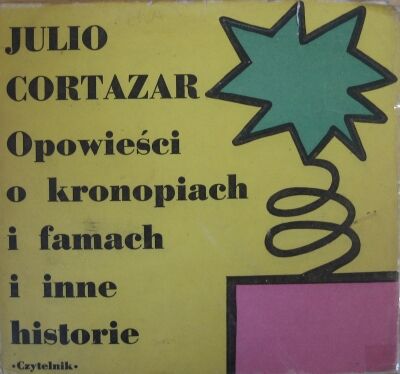 JULIO
CORTAZAR
Opowieści
o kronopiach
i famach
i inne
historie
•Czytelnik•